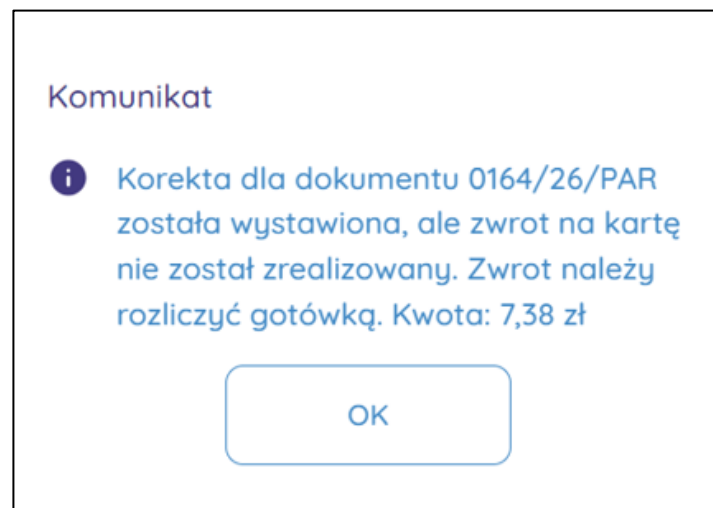 Komunikat
Korekta dla dokumentu 0164/26/PAR
została wystawiona, ale zwrot na kartę
nie został zrealizowany. Zwrot należy
rozliczyć gotówką. Kwota: 7,38 zł
OK